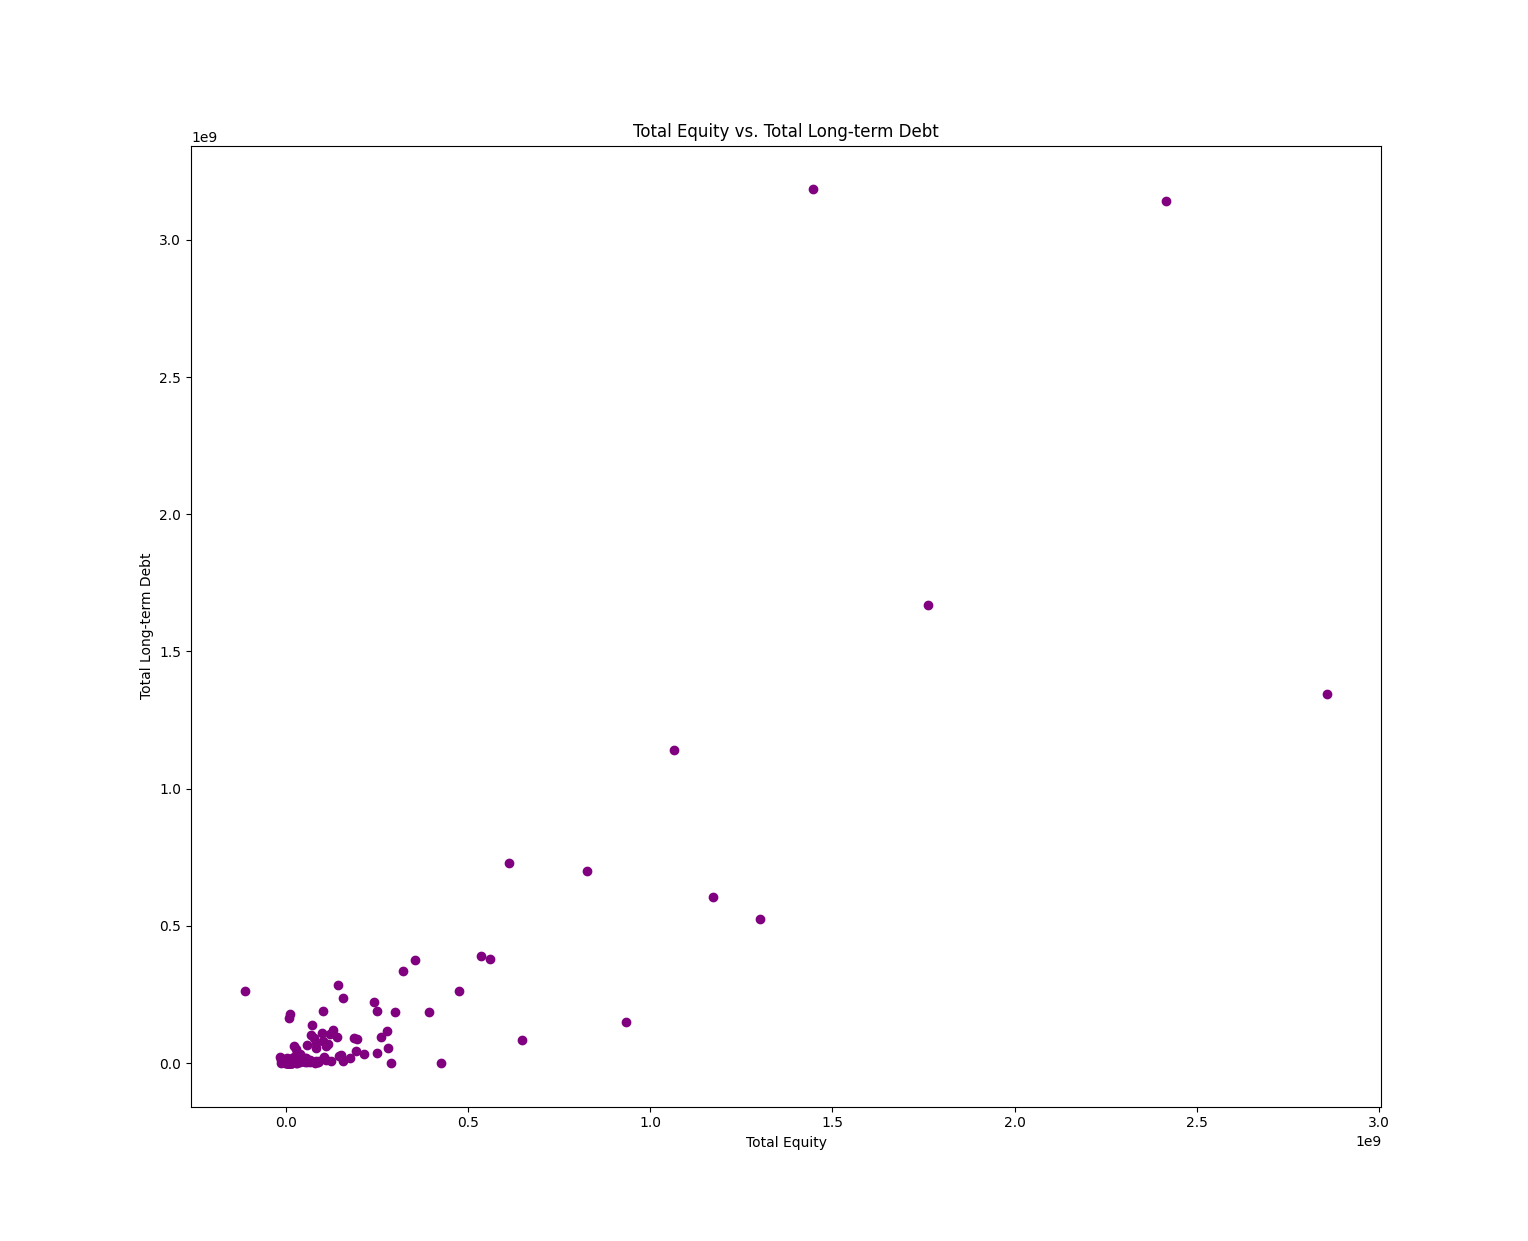 Total Equity vs. Total Long-term Debt
1e9
3.0
2.5
2.0
1.5
1.0
0.5
0.0
Total Long-term Debt
0.0 0.5 1.0 1.5 2.0 2.5 3.0
Total Equity
1e9